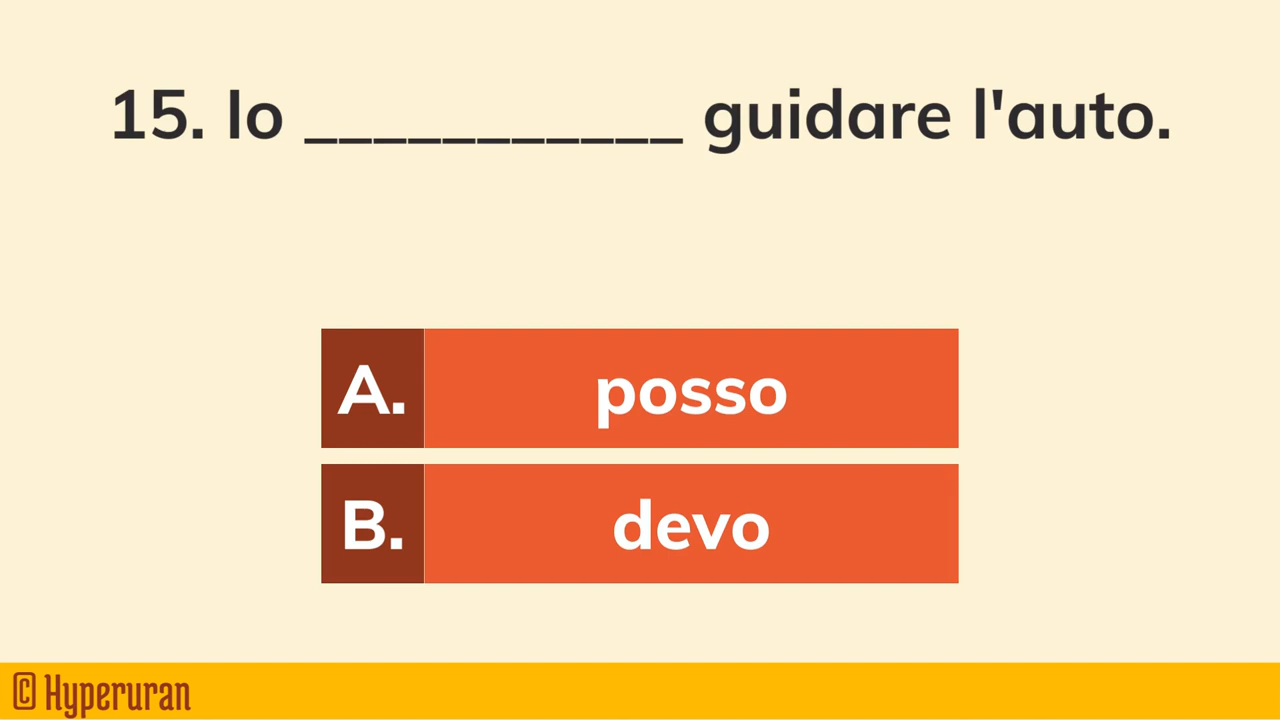 15. Io ___________ guidare l'auto.
A. posso
B. devo
© Hyperuran